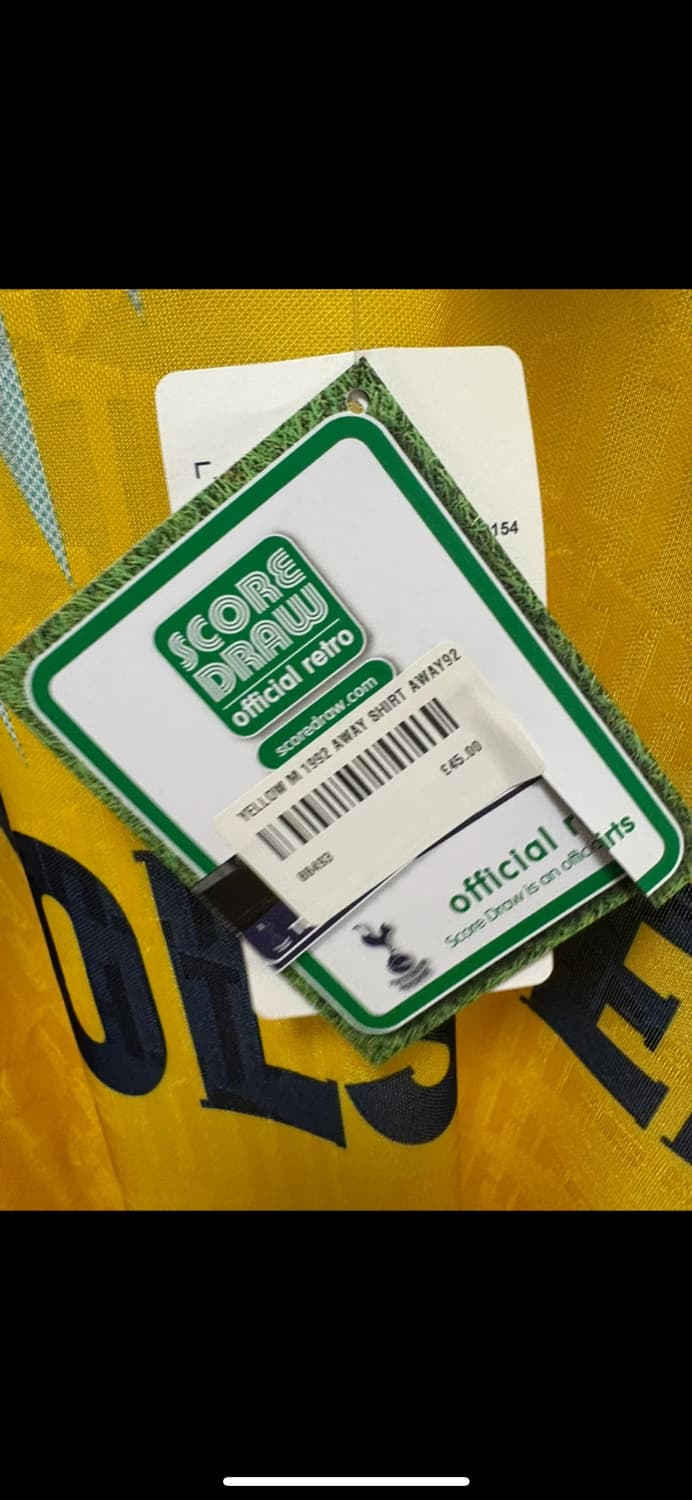 154
SCORE
DRAW
official retro
scoredraw.com
YELLOW M 1992 AWAY SHIRT AWAY92
£45.00
official
Score Draw is an
OLS